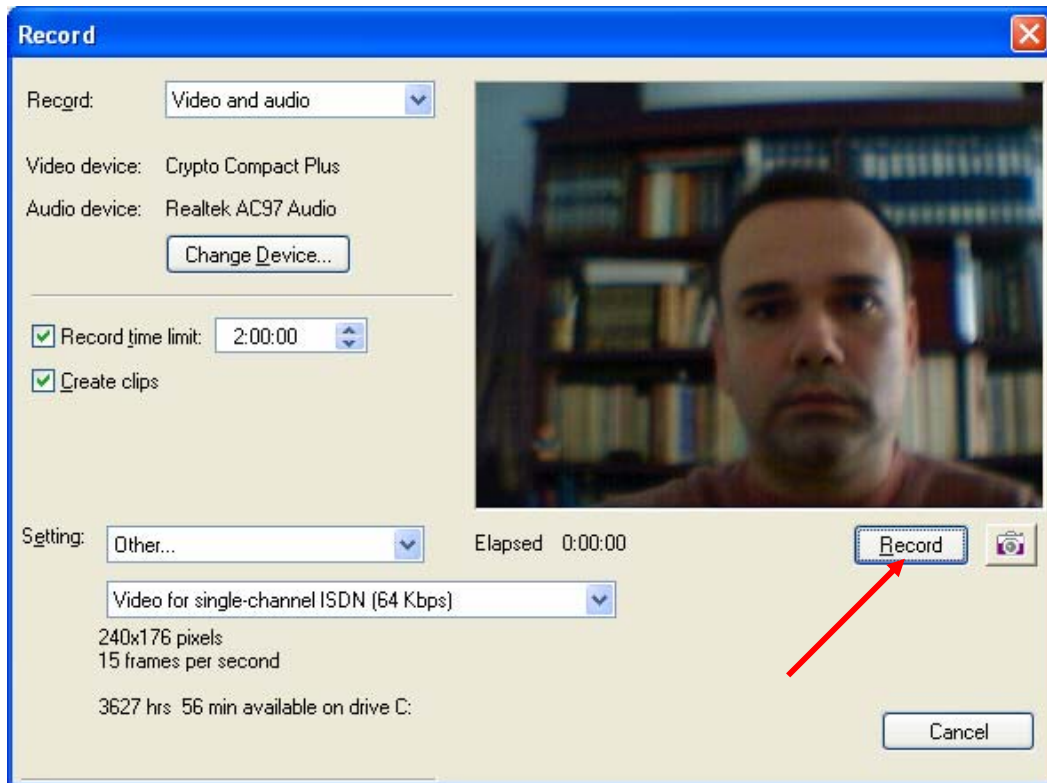 Record
Record: Video and audio
Video device: Crypto Compact Plus
Audio device: Realtek AC97 Audio
Change Device...
Record time limit: 2:00:00
Create clips
Setting: Other...
Elapsed 0:00:00
Record
Video for single-channel ISDN (64 Kbps)
240x176 pixels
15 frames per second
3627 hrs 56 min available on drive C:
Cancel